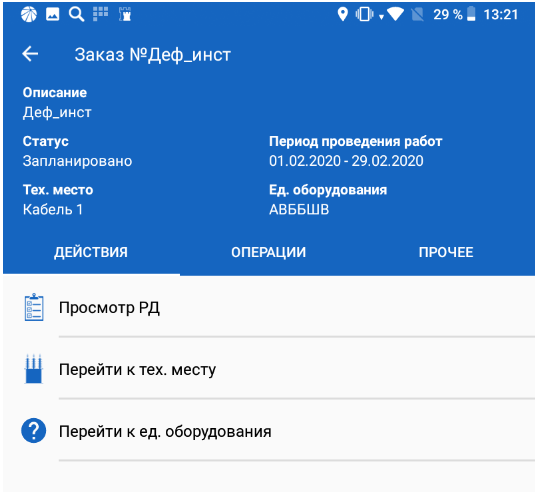 29 % 13:21
Заказ №Деф_инст
Описание
Деф_инст
Статус Период проведения работ
Запланировано 01.02.2020 - 29.02.2020
Тех. место Ед. оборудования
Кабель 1 АВББШВ
ДЕЙСТВИЯ ОПЕРАЦИИ ПРОЧЕЕ
Просмотр РД
Перейти к тех. месту
Перейти к ед. оборудования